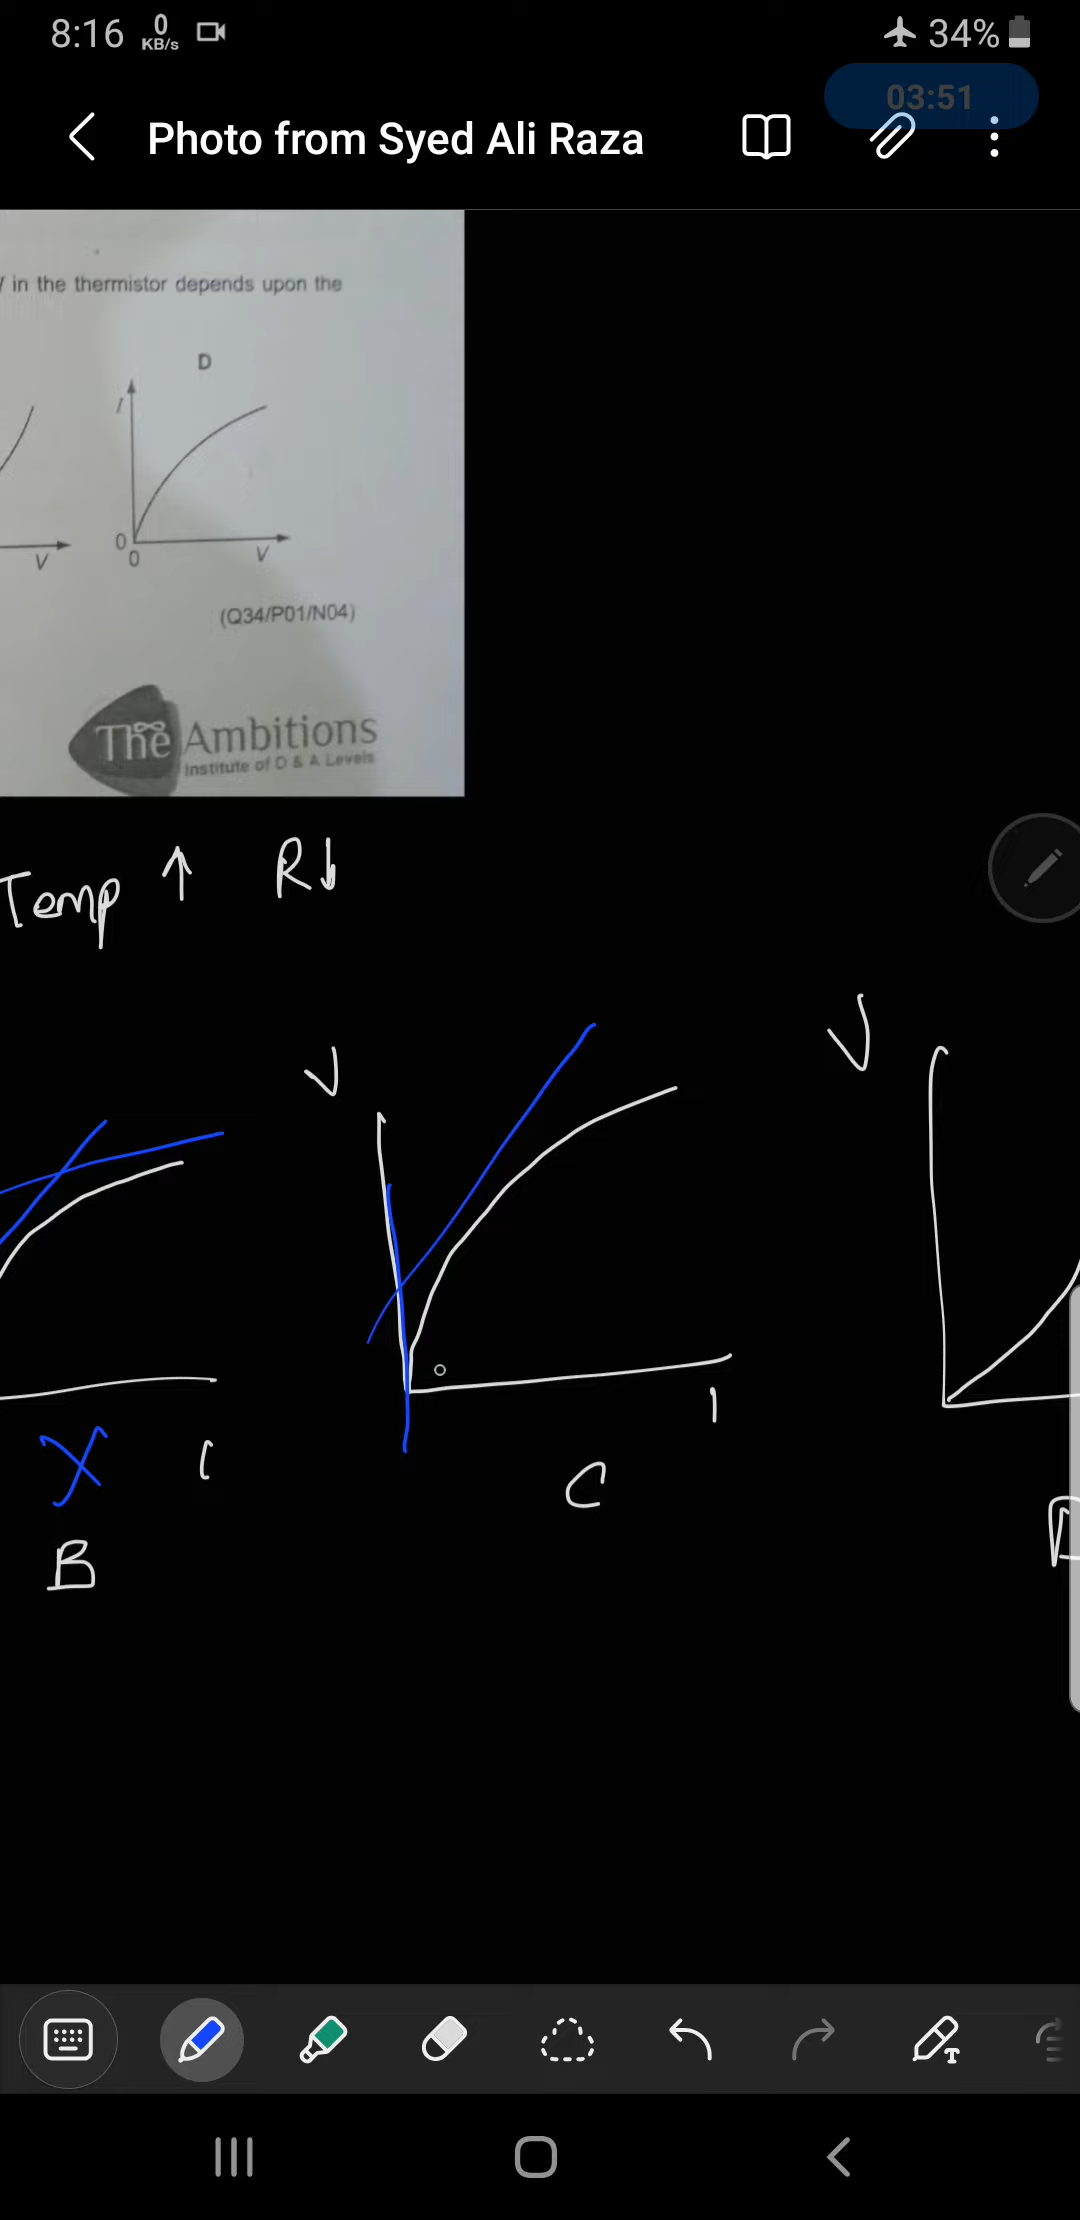 8:16 0 KB/s 34%
03:51
Photo from Syed Ali Raza
in the thermistor depends upon the
D
I
0
0
V
V
(Q34/P01/N04)
The Ambitions
Institute of O & A Levels
Temp ↑ R↓
V
V
X
I
C
B
T